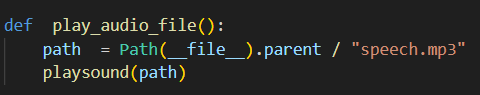 def play_audio_file():
    path = Path(__file__).parent / "speech.mp3"
    playsound(path)